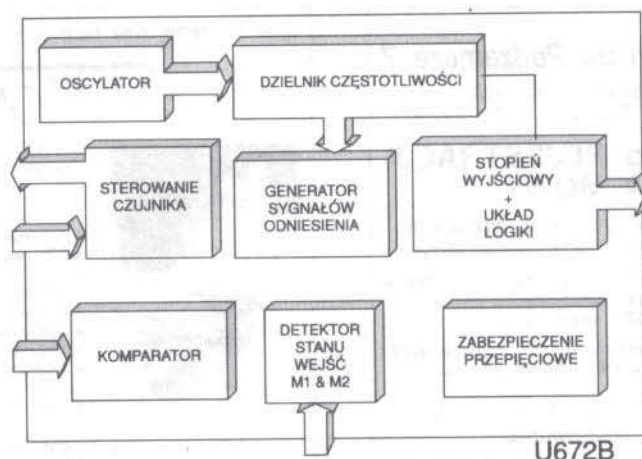 OSCYLATOR
DZIELNIK CZĘSTOTLIWOŚCI
STEROWANIE
CZUJNIKA
GENERATOR
SYGNAŁÓW
ODNIESIENIA
STOPIEŃ
WYJŚCIOWY
+
UKŁAD
LOGIKI
KOMPARATOR
DETEKTOR
STANU
WEJŚĆ
M1 & M2
ZABEZPIECZENIE
PRZEPIĘCIOWE
U672B